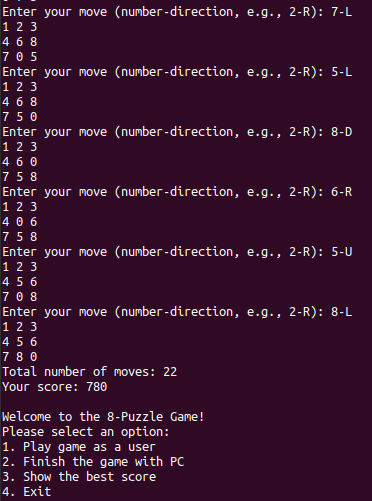 Enter your move (number-direction, e.g., 2-R): 7-L
1 2 3
4 6 8
7 0 5
Enter your move (number-direction, e.g., 2-R): 5-L
1 2 3
4 6 8
7 5 0
Enter your move (number-direction, e.g., 2-R): 8-D
1 2 3
4 6 0
7 5 8
Enter your move (number-direction, e.g., 2-R): 6-R
1 2 3
4 0 6
7 5 8
Enter your move (number-direction, e.g., 2-R): 5-U
1 2 3
4 5 6
7 0 8
Enter your move (number-direction, e.g., 2-R): 8-L
1 2 3
4 5 6
7 8 0
Total number of moves: 22
Your score: 780
Welcome to the 8-Puzzle Game!
Please select an option:
1. Play game as a user
2. Finish the game with PC
3. Show the best score
4. Exit